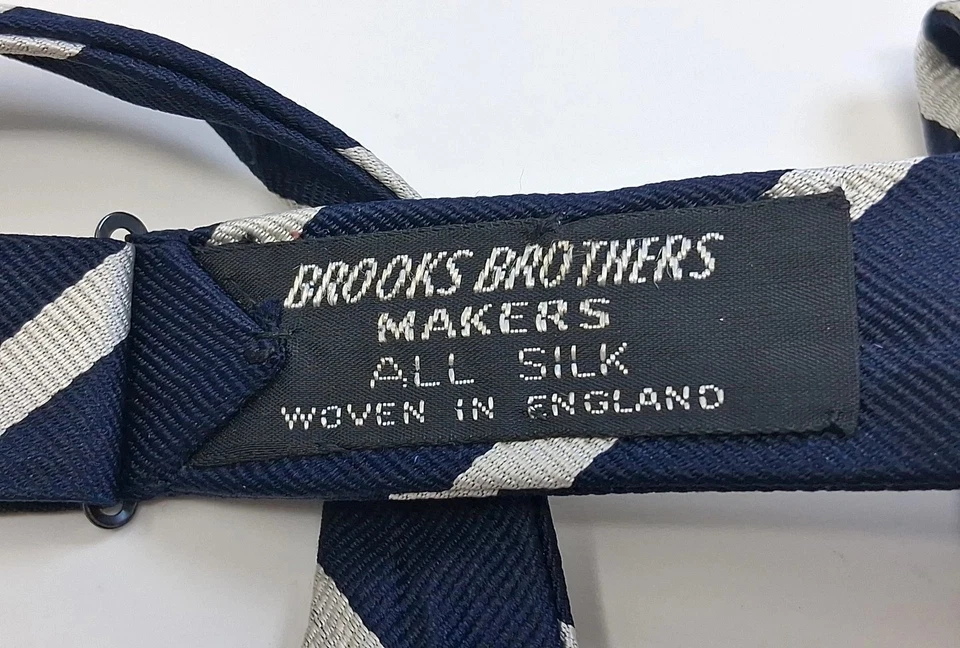 BROOKS BROTHERS
MAKERS
ALL SILK
WOVEN IN ENGLAND